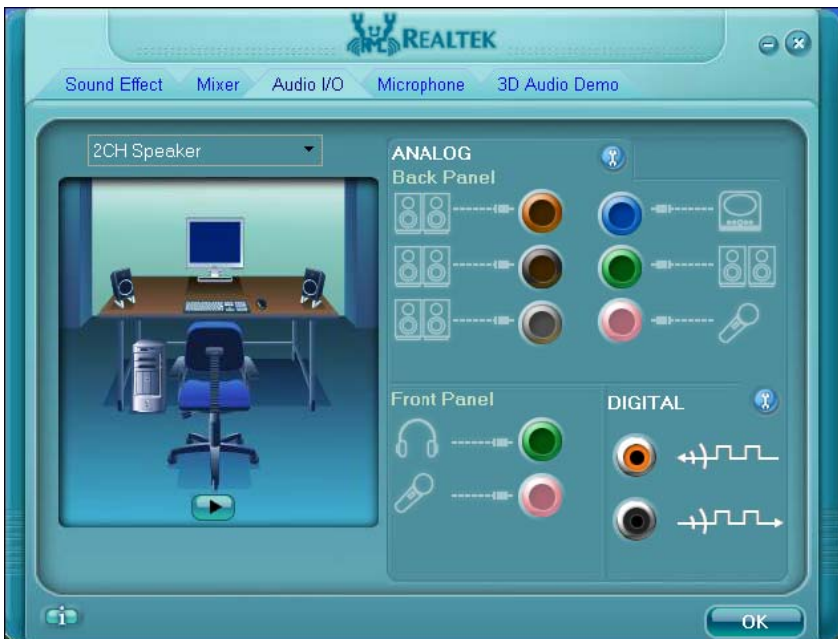 REALTEK
Sound Effect Mixer Audio I/O Microphone 3D Audio Demo
2CH Speaker
ANALOG
Back Panel
Front Panel
DIGITAL
i
OK